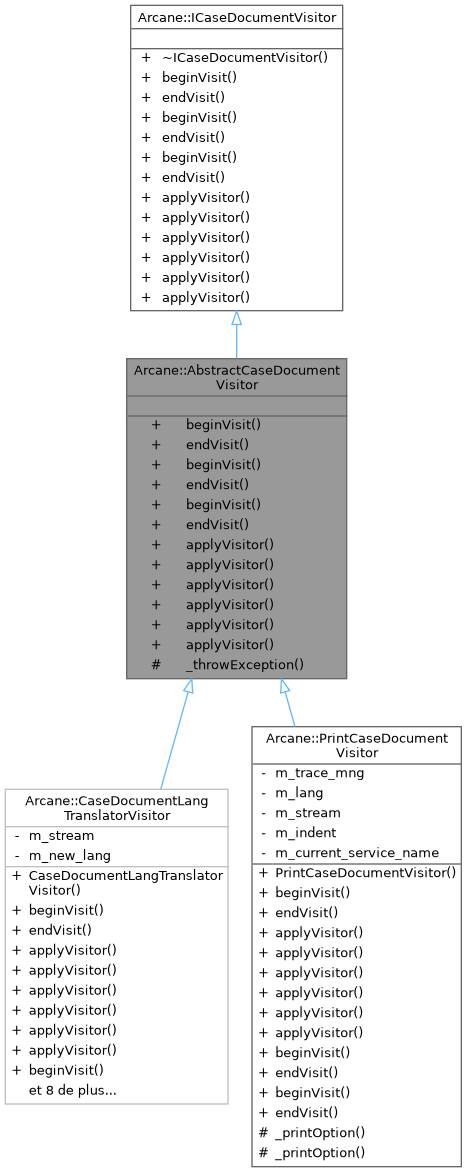 Arcane::ICaseDocumentVisitor
+ ~ICaseDocumentVisitor()
+ beginVisit()
+ endVisit()
+ beginVisit()
+ endVisit()
+ beginVisit()
+ endVisit()
+ applyVisitor()
+ applyVisitor()
+ applyVisitor()
+ applyVisitor()
+ applyVisitor()
+ applyVisitor()
Arcane::AbstractCaseDocument
Visitor
+ beginVisit()
+ endVisit()
+ beginVisit()
+ endVisit()
+ beginVisit()
+ endVisit()
+ applyVisitor()
+ applyVisitor()
+ applyVisitor()
+ applyVisitor()
+ applyVisitor()
+ applyVisitor()
# _throwException()
Arcane::CaseDocumentLang
TranslatorVisitor
- m_stream
- m_new_lang
+ CaseDocumentLangTranslator
Visitor()
+ beginVisit()
+ endVisit()
+ applyVisitor()
+ applyVisitor()
+ applyVisitor()
+ applyVisitor()
+ applyVisitor()
+ applyVisitor()
+ beginVisit()
et 8 de plus...
Arcane::PrintCaseDocument
Visitor
- m_trace_mng
- m_lang
- m_stream
- m_indent
- m_current_service_name
+ PrintCaseDocumentVisitor()
+ beginVisit()
+ endVisit()
+ applyVisitor()
+ applyVisitor()
+ applyVisitor()
+ applyVisitor()
+ applyVisitor()
+ applyVisitor()
+ beginVisit()
+ endVisit()
+ beginVisit()
+ endVisit()
# _printOption()
# _printOption()